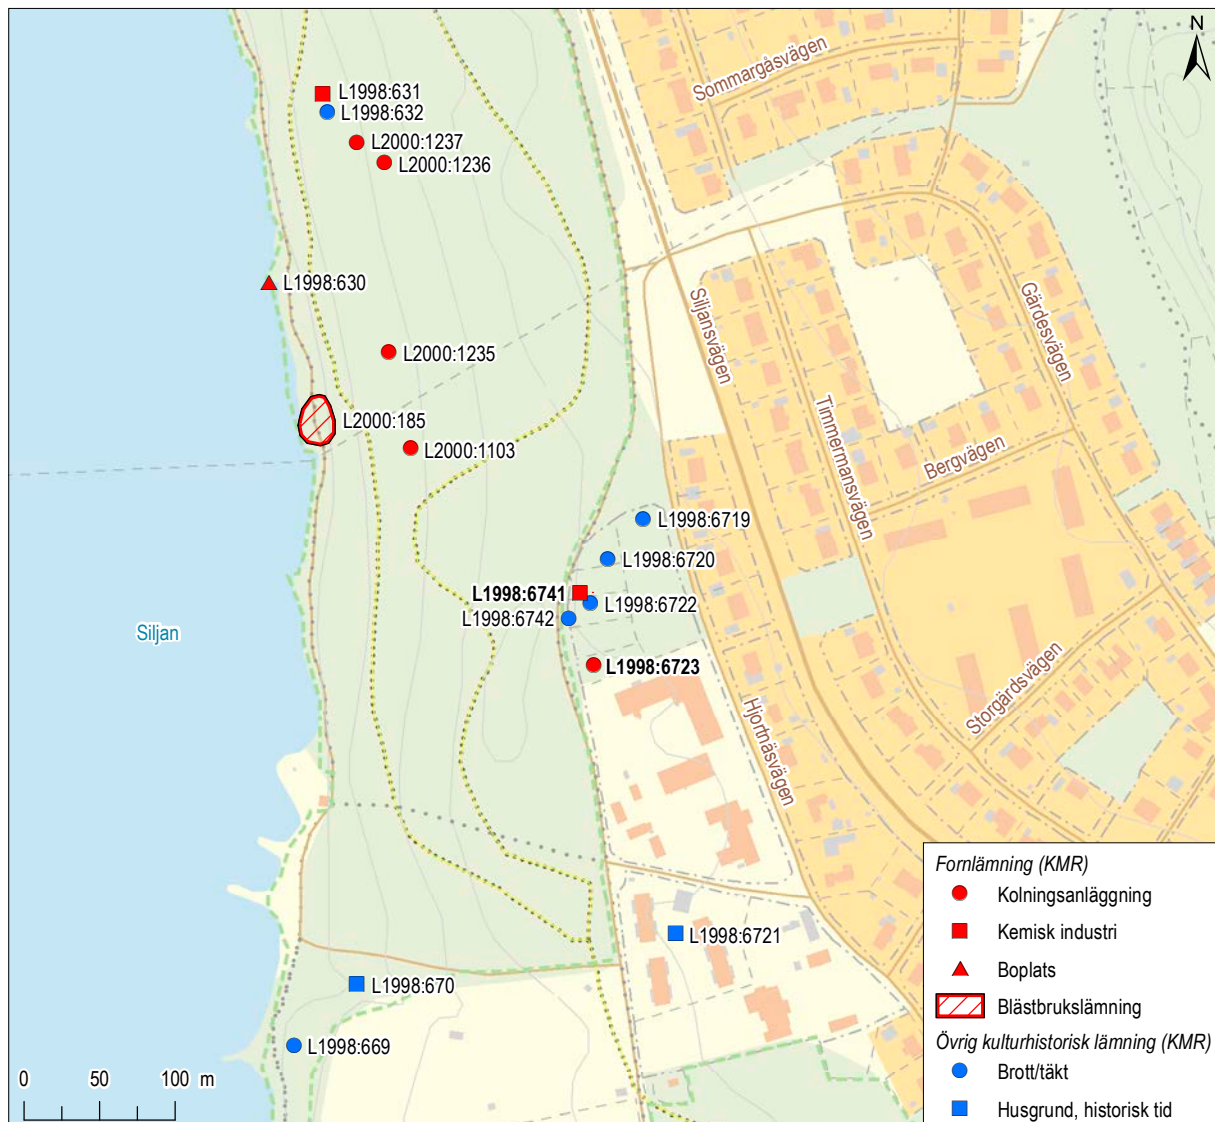 N
Sommargåsvägen
L1998:631
L1998:632
L2000:1237
L2000:1236
L1998:630
Siljansvägen
Gärdesvägen
L2000:1235
L2000:185
L2000:1103
Timmermansvägen
Bergvägen
L1998:6719
L1998:6720
L1998:6741
L1998:6722
L1998:6742
Siljan
L1998:6723
Storgärdsvägen
Hjortnäsvägen
L1998:6721
L1998:670
L1998:669
0 50 100 m
Fornlämning (KMR)
Kolningsanläggning
Kemisk industri
Boplats
Blästbrukslämning
Övrig kulturhistorisk lämning (KMR)
Brott/täkt
Husgrund, historisk tid